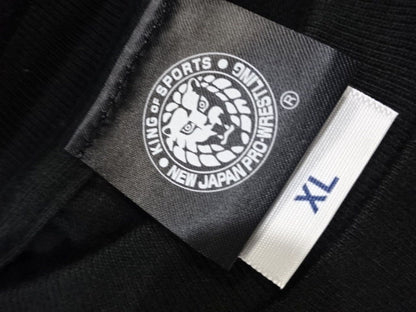 KING OF SPORTS
• NEW JAPAN PRO-WRESTLING •
®
XL